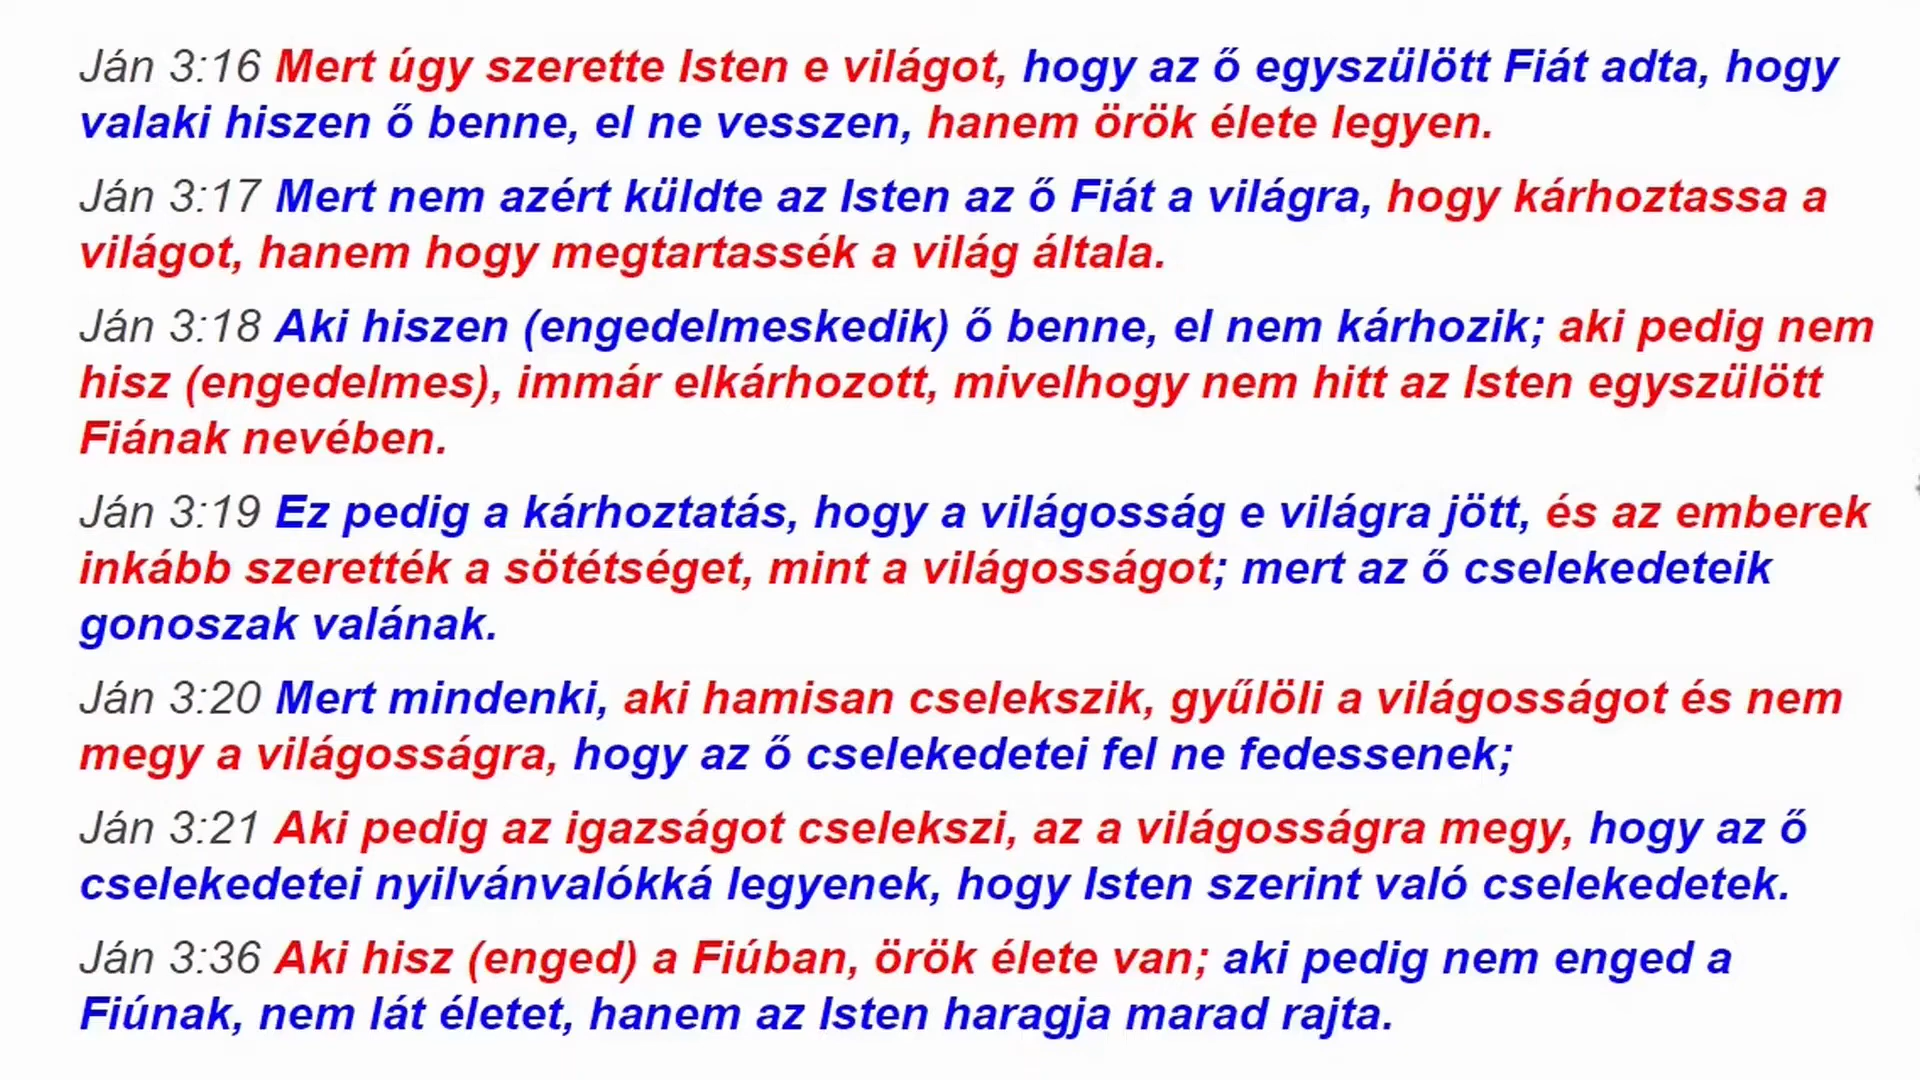 Ján 3:16 Mert úgy szerette Isten e világot, hogy az ő egyszülött Fiát adta, hogy
valaki hiszen ő benne, el ne vesszen, hanem örök élete legyen.
Ján 3:17 Mert nem azért küldte az Isten az ő Fiát a világra, hogy kárhoztassa a
világot, hanem hogy megtartassék a világ általa.
Ján 3:18 Aki hiszen (engedelmeskedik) ő benne, el nem kárhozik; aki pedig nem
hisz (engedelmes), immár elkárhozott, mivelhogy nem hitt az Isten egyszülött
Fiának nevében.
Ján 3:19 Ez pedig a kárhoztatás, hogy a világosság e világra jött, és az emberek
inkább szerették a sötétséget, mint a világosságot; mert az ő cselekedeteik
gonoszak valának.
Ján 3:20 Mert mindenki, aki hamisan cselekszik, gyűlöli a világosságot és nem
megy a világosságra, hogy az ő cselekedetei fel ne fedessenek;
Ján 3:21 Aki pedig az igazságot cselekszi, az a világosságra megy, hogy az ő
cselekedetei nyilvánvalókká legyenek, hogy Isten szerint való cselekedetek.
Ján 3:36 Aki hisz (enged) a Fiúban, örök élete van; aki pedig nem enged a
Fiúnak, nem lát életet, hanem az Isten haragja marad rajta.